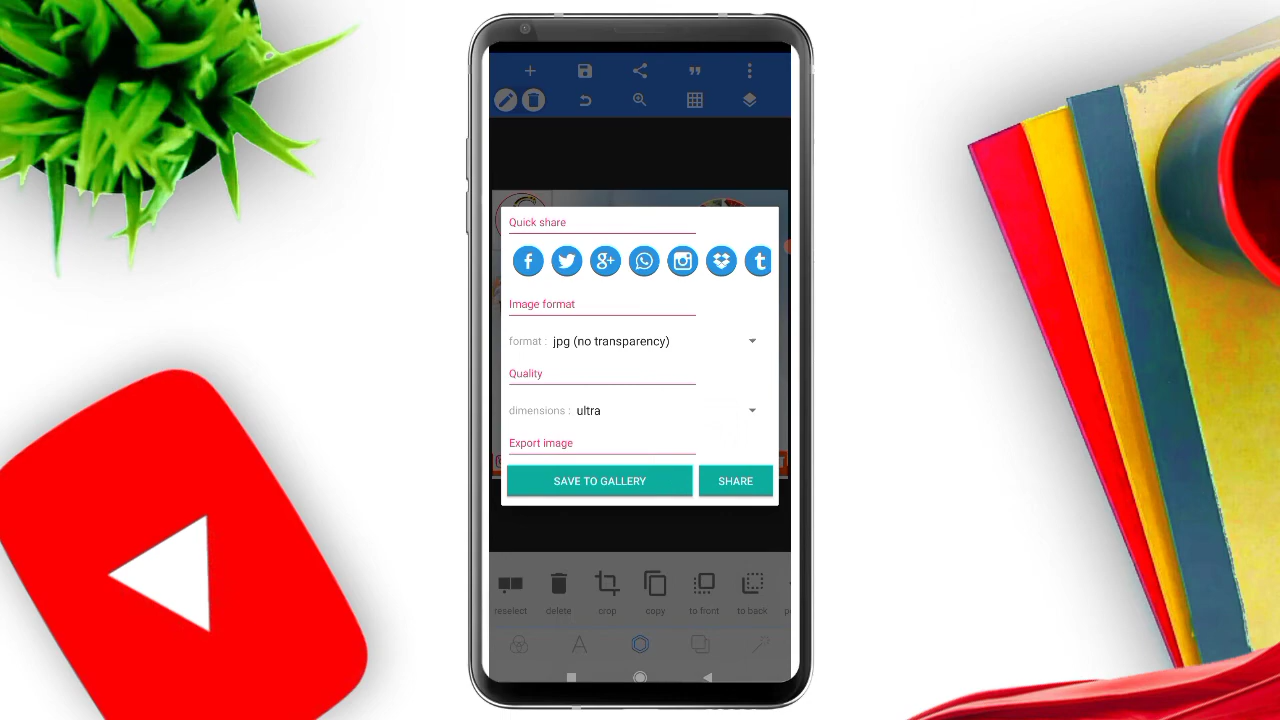 Quick share
Image format
format : jpg (no transparency)
Quality
dimensions : ultra
Export image
SAVE TO GALLERY SHARE
reselect delete crop copy to front to back